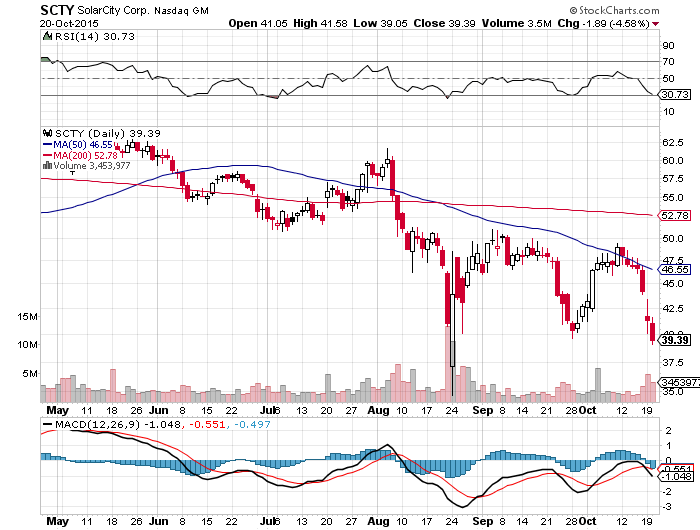 SCTY SolarCity Corp. Nasdaq GM © StockCharts.com
20-Oct-2015 Open 41.05 High 41.58 Low 39.05 Close 39.39 Volume 3.5M Chg -1.89 (-4.58%)
RSI(14) 30.73
90
70
50
30.73
10
SCTY (Daily) 39.39
MA(50) 46.55
MA(200) 52.78
Volume 3,453,977
62.5
60.0
57.5
55.0
52.78
50.0
47.5
46.55
45.0
42.5
40.0
39.39
3453977
35.0
15M
10M
5M
May 11 18 26 Jun 8 15 22 Jul 6 13 20 27 Aug 10 17 24 Sep 8 14 21 28 Oct 12 19
MACD(12,26,9) -1.048, -0.551, -0.497
2
1
0
-0.551
-1.048
-2
-3
May 11 18 26 Jun 8 15 22 Jul 6 13 20 27 Aug 10 17 24 Sep 8 14 21 28 Oct 12 19